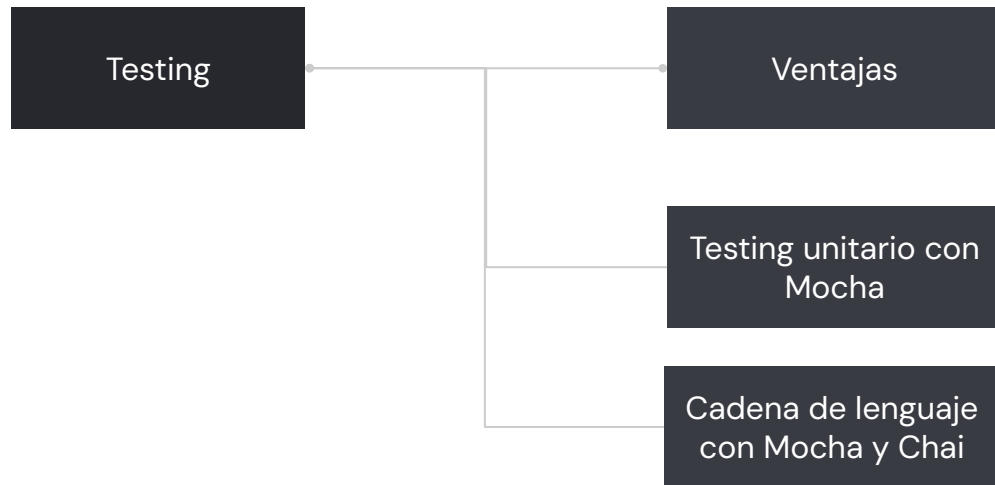 Testing
Ventajas
Testing unitario con
Mocha
Cadena de lenguaje
con Mocha y Chai